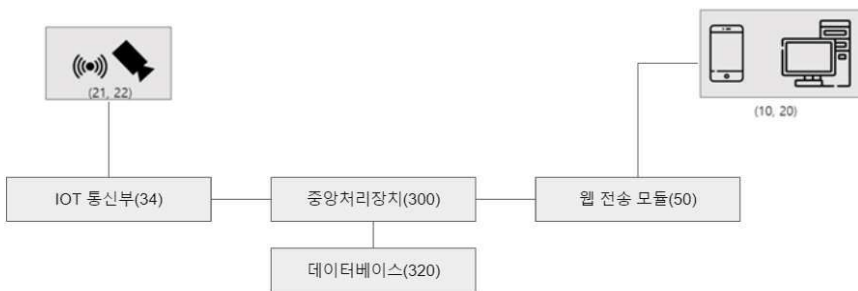 (21, 22)
(10, 20)
IOT 통신부(34)
중앙처리장치(300)
웹 전송 모듈(50)
데이터베이스(320)